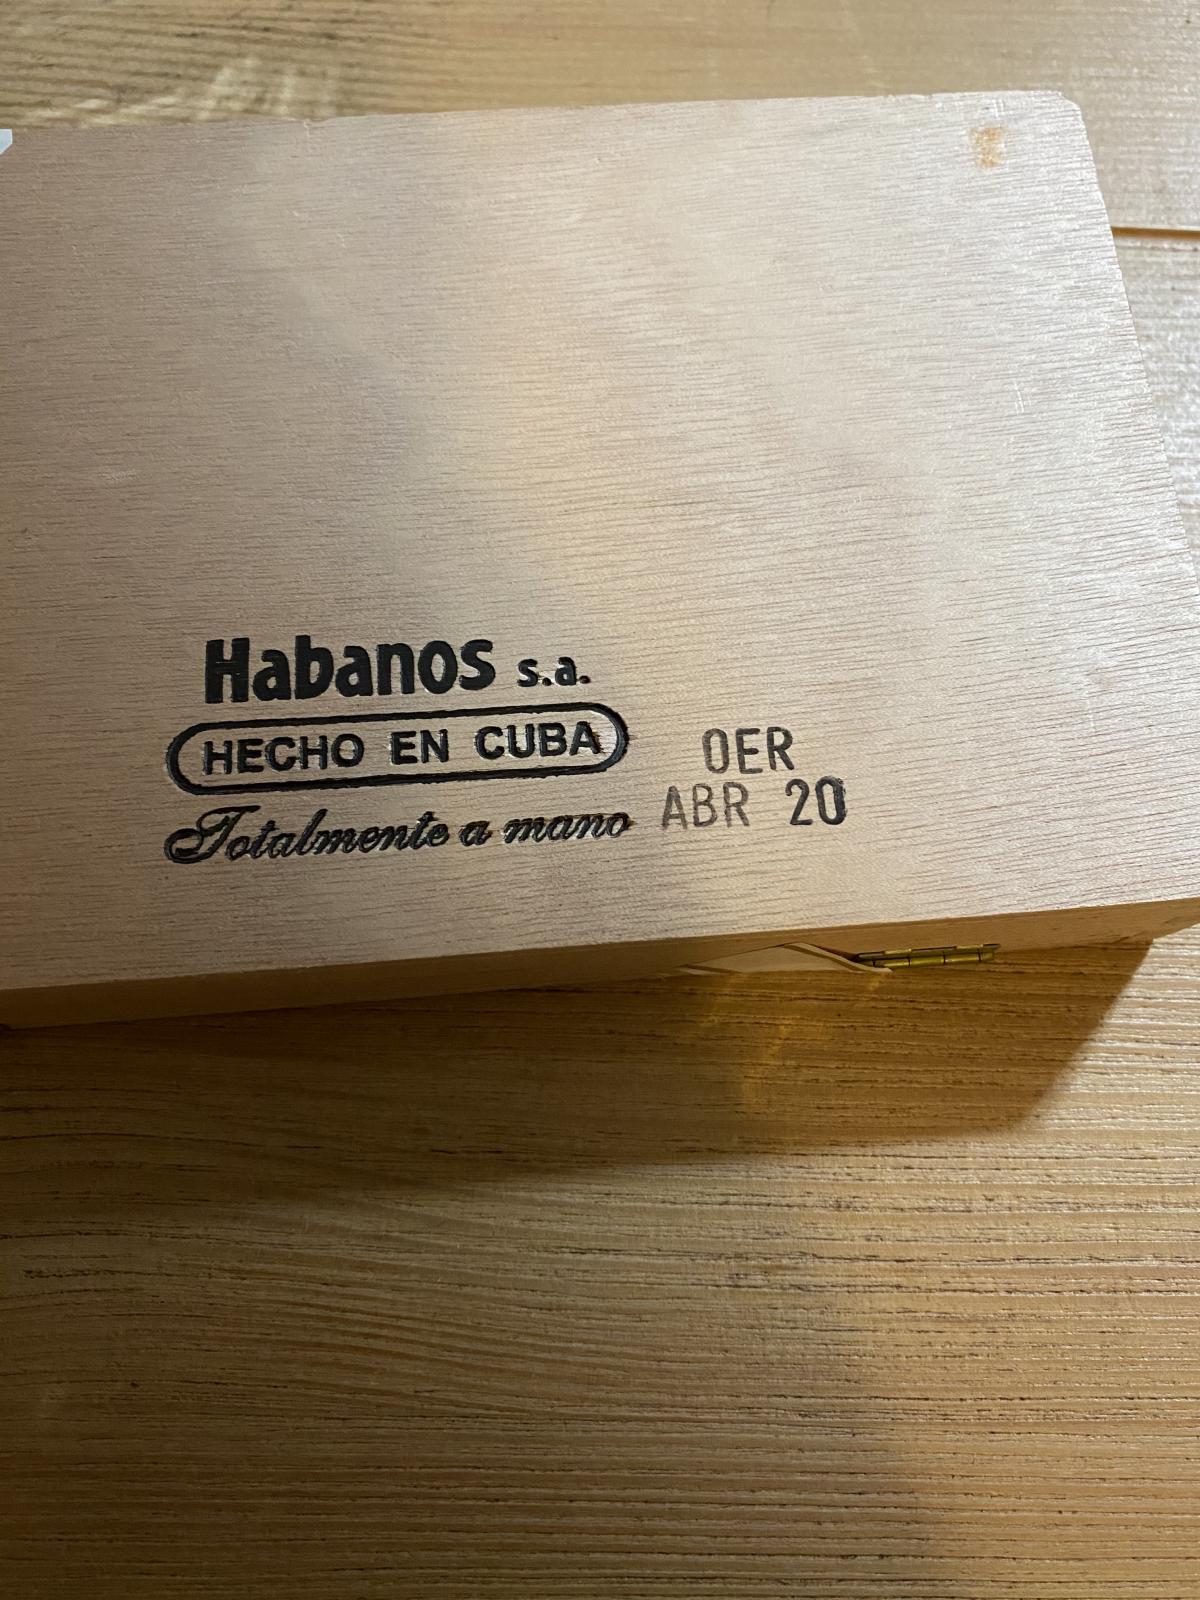 Habanos s.a.
HECHO EN CUBA
Totalmente a mano
OER
ABR 20